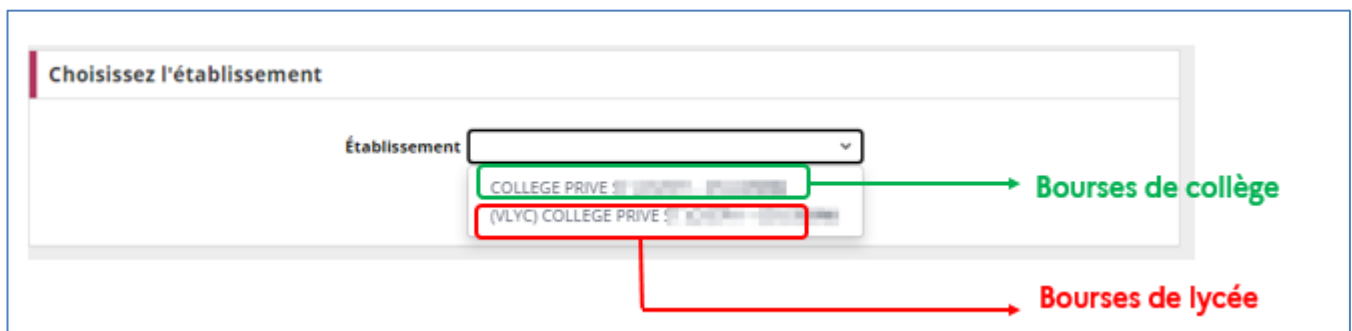 Choisissez l'établissement
Établissement
COLLEGE PRIVE
Bourses de collège
(VLYC) COLLEGE PRIVE
Bourses de lycée